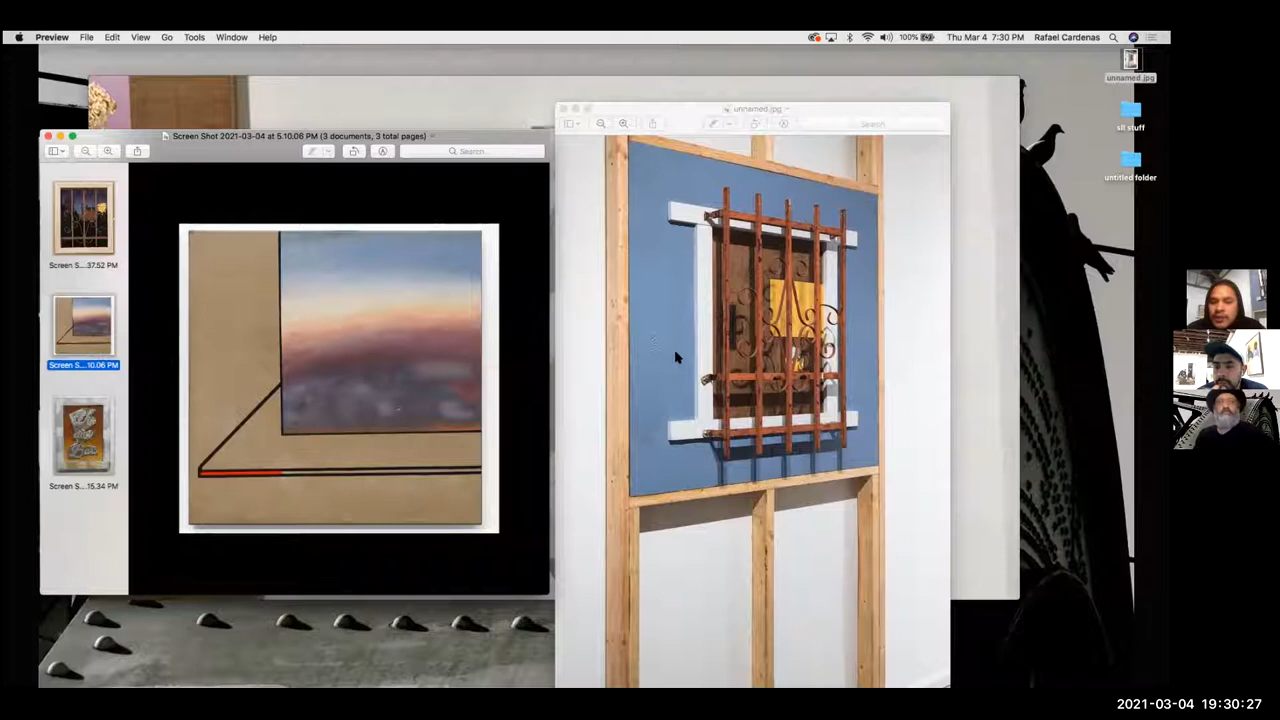 Preview File Edit View Go Tools Window Help 100% Thu Mar 4 7:30 PM Rafael Cardenas
unnamed.jpg
sll stuff
untitled folder
unnamed.jpg
Search
Screen Shot 2021-03-04 at 5.10.06 PM (3 documents, 3 total pages)
Search
Screen S....37.52 PM
Screen S....10.06 PM
Screen S....15.34 PM
2021-03-04 19:30:27